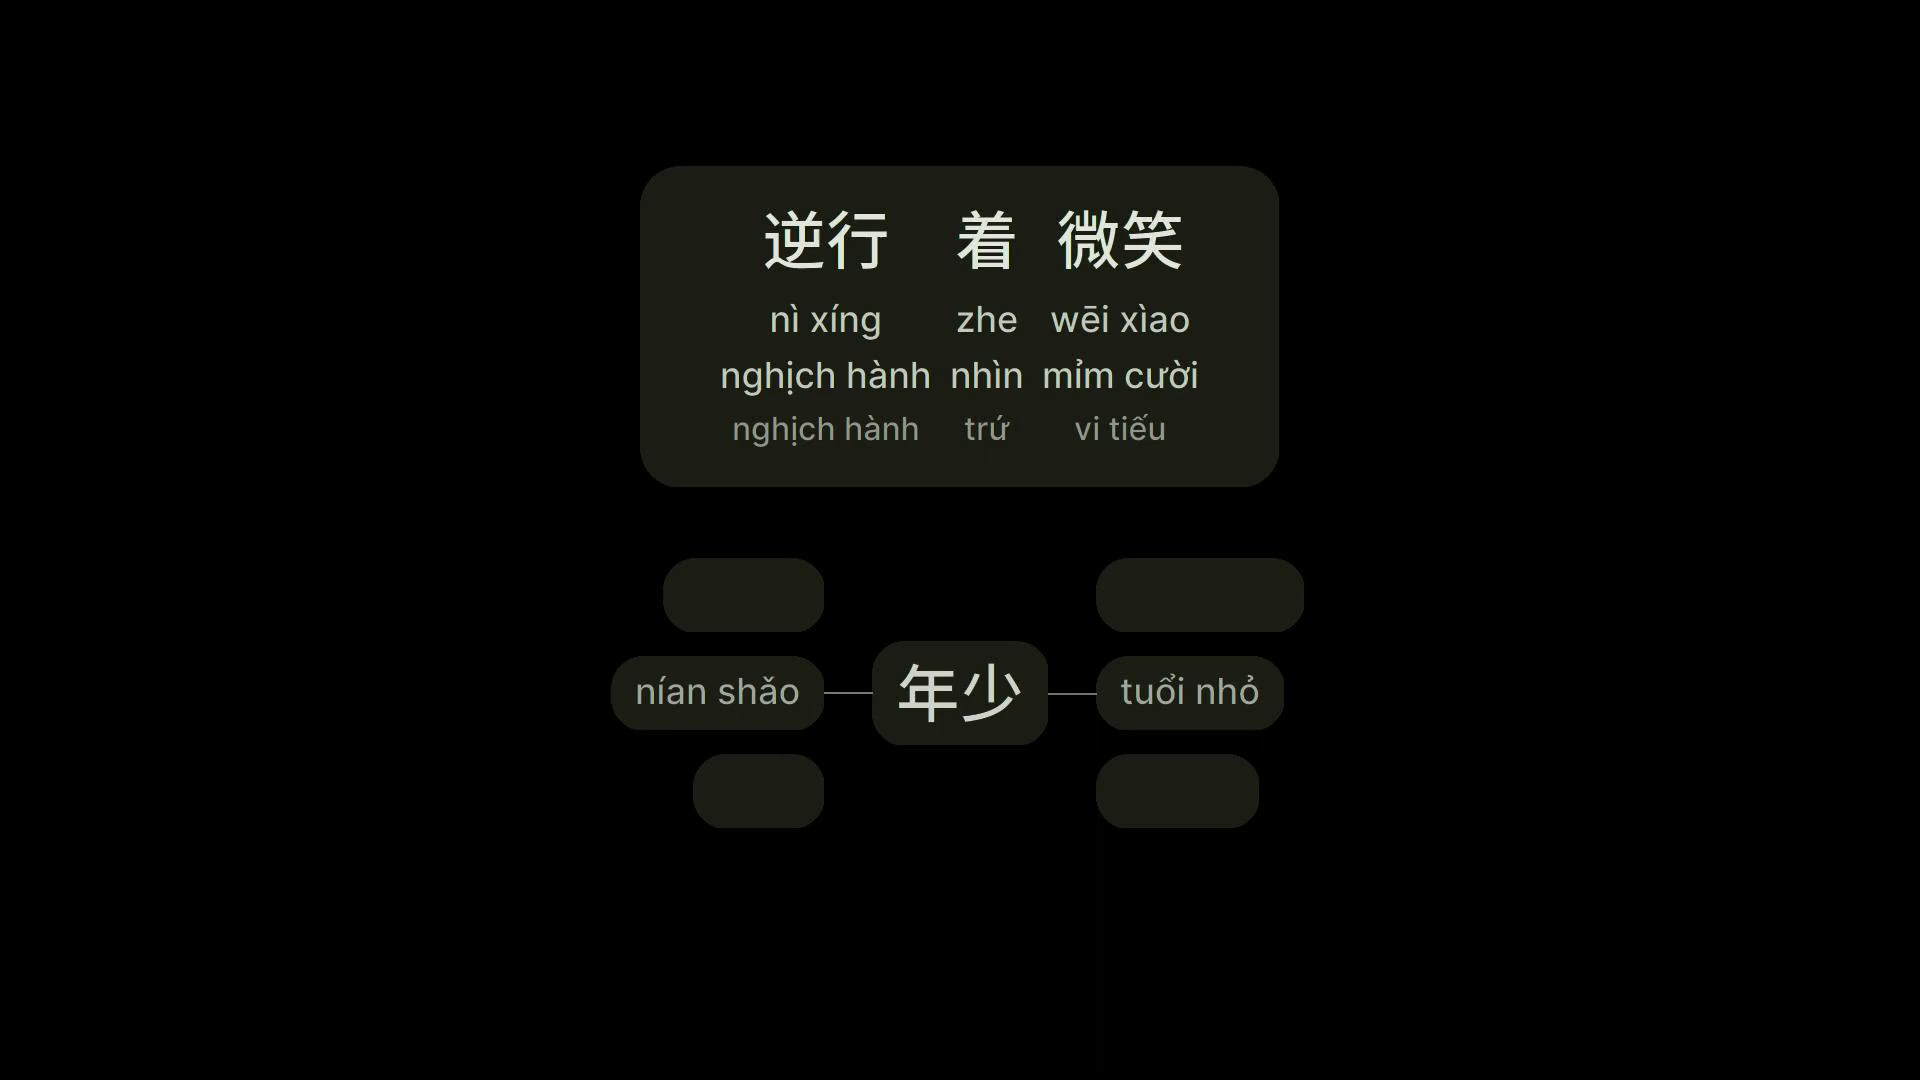 逆行 着 微笑
nì xíng zhe wēi xìao
nghịch hành nhìn mỉm cười
nghịch hành trứ vi tiếu
nían shǎo 年少 tuổi nhỏ